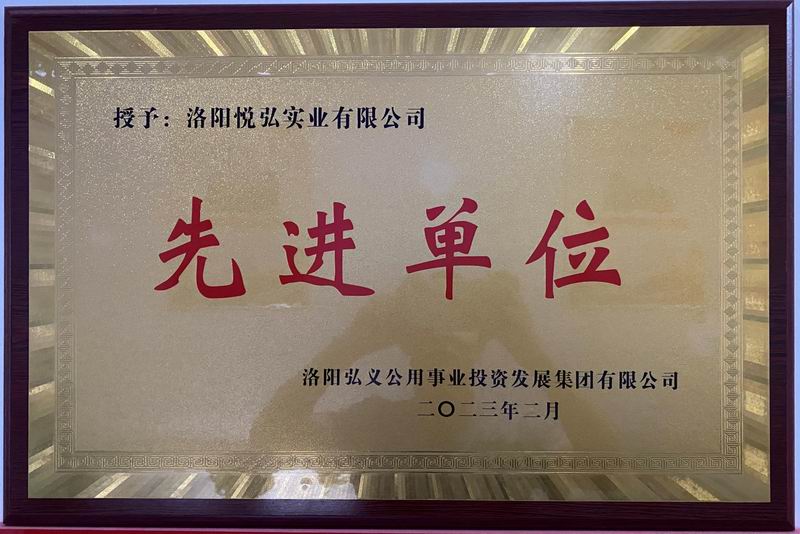 授予：洛阳悦弘实业有限公司
先进单位
洛阳弘义公用事业投资发展集团有限公司
二〇二三年二月